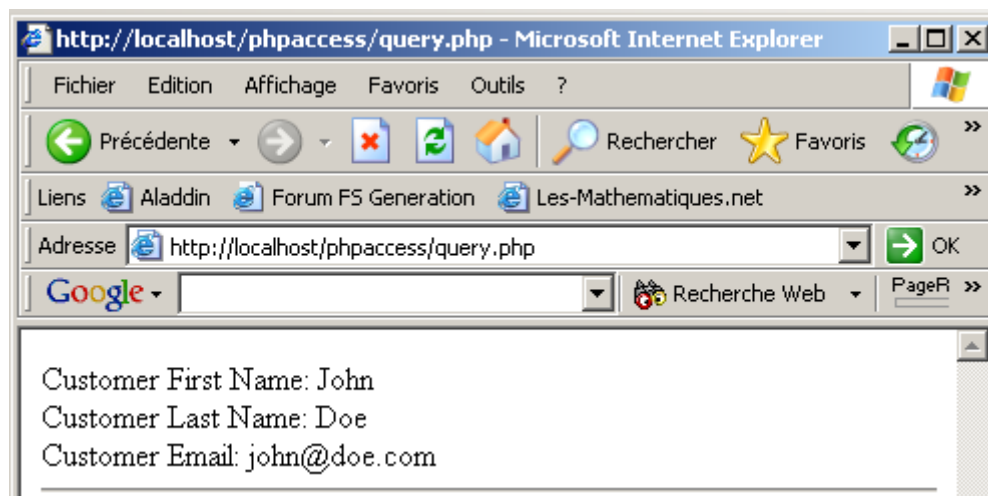 http://localhost/phpaccess/query.php - Microsoft Internet Explorer
Fichier Edition Affichage Favoris Outils ?
Précédente Rechercher Favoris »
Liens Aladdin Forum FS Generation Les-Mathematiques.net »
Adresse http://localhost/phpaccess/query.php OK
Google Recherche Web PageR »
Customer First Name: John
Customer Last Name: Doe
Customer Email: john@doe.com